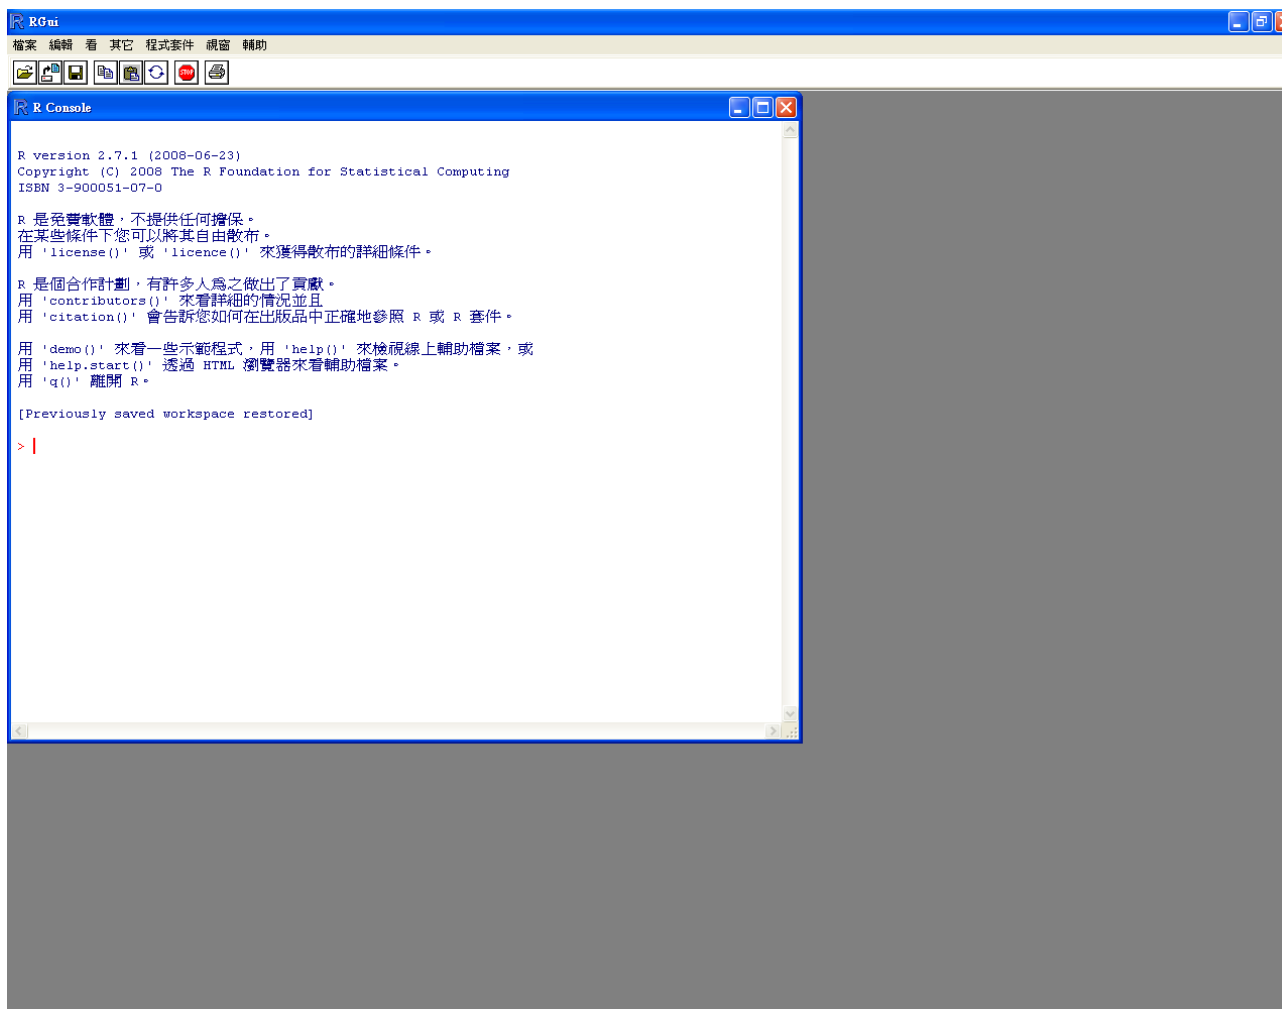 RGui
檔案 編輯 看 其它 程式套件 視窗 輔助
STOP
R Console
R version 2.7.1 (2008-06-23)
Copyright (C) 2008 The R Foundation for Statistical Computing
ISBN 3-900051-07-0
R 是免費軟體，不提供任何擔保。
在某些條件下您可以將其自由散布。
用 'license()' 或 'licence()' 來獲得散布的詳細條件。
R 是個合作計劃，有許多人為之做出了貢獻。
用 'contributors()' 來看詳細的情況並且
用 'citation()' 會告訴您如何在出版品中正確地參照 R 或 R 套件。
用 'demo()' 來看一些示範程式，用 'help()' 來檢視線上輔助檔案，或
用 'help.start()' 透過 HTML 瀏覽器來看輔助檔案。
用 'q()' 離開 R。
[Previously saved workspace restored]
>